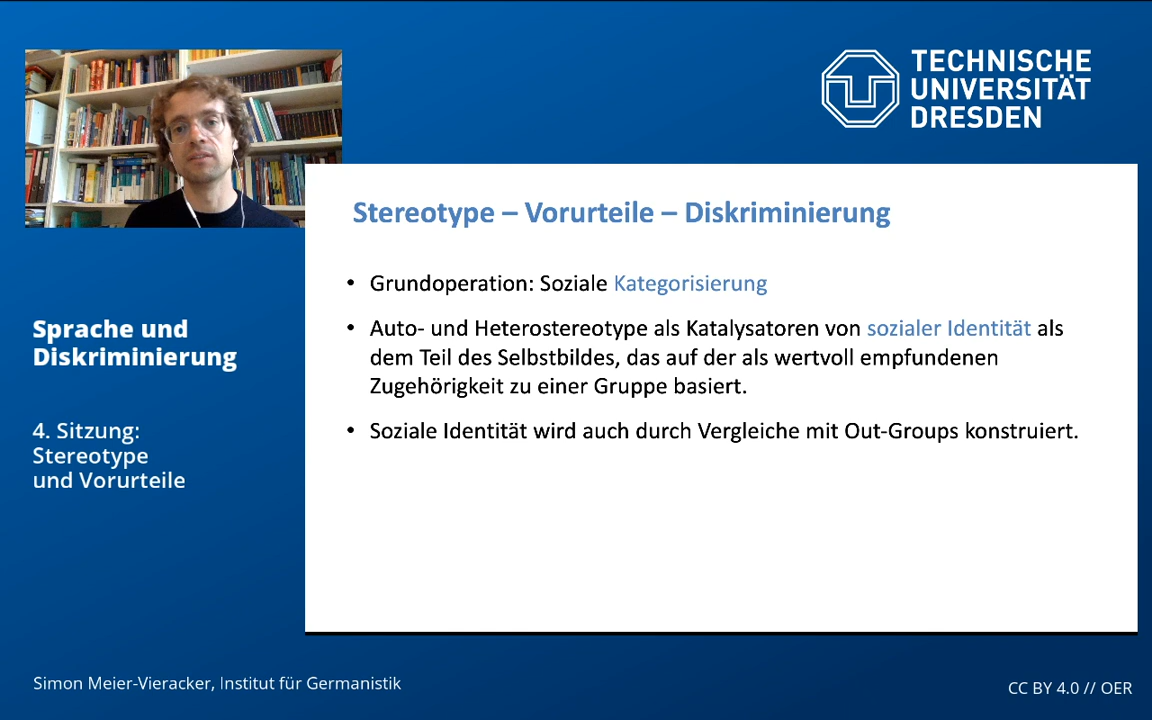 TECHNISCHE
UNIVERSITÄT
DRESDEN
Stereotype – Vorurteile – Diskriminierung
• Grundoperation: Soziale Kategorisierung
• Auto- und Heterostereotype als Katalysatoren von sozialer Identität als
dem Teil des Selbstbildes, das auf der als wertvoll empfundenen
Zugehörigkeit zu einer Gruppe basiert.
• Soziale Identität wird auch durch Vergleiche mit Out-Groups konstruiert.
Sprache und
Diskriminierung
4. Sitzung:
Stereotype
und Vorurteile
Simon Meier-Vieracker, Institut für Germanistik
CC BY 4.0 // OER